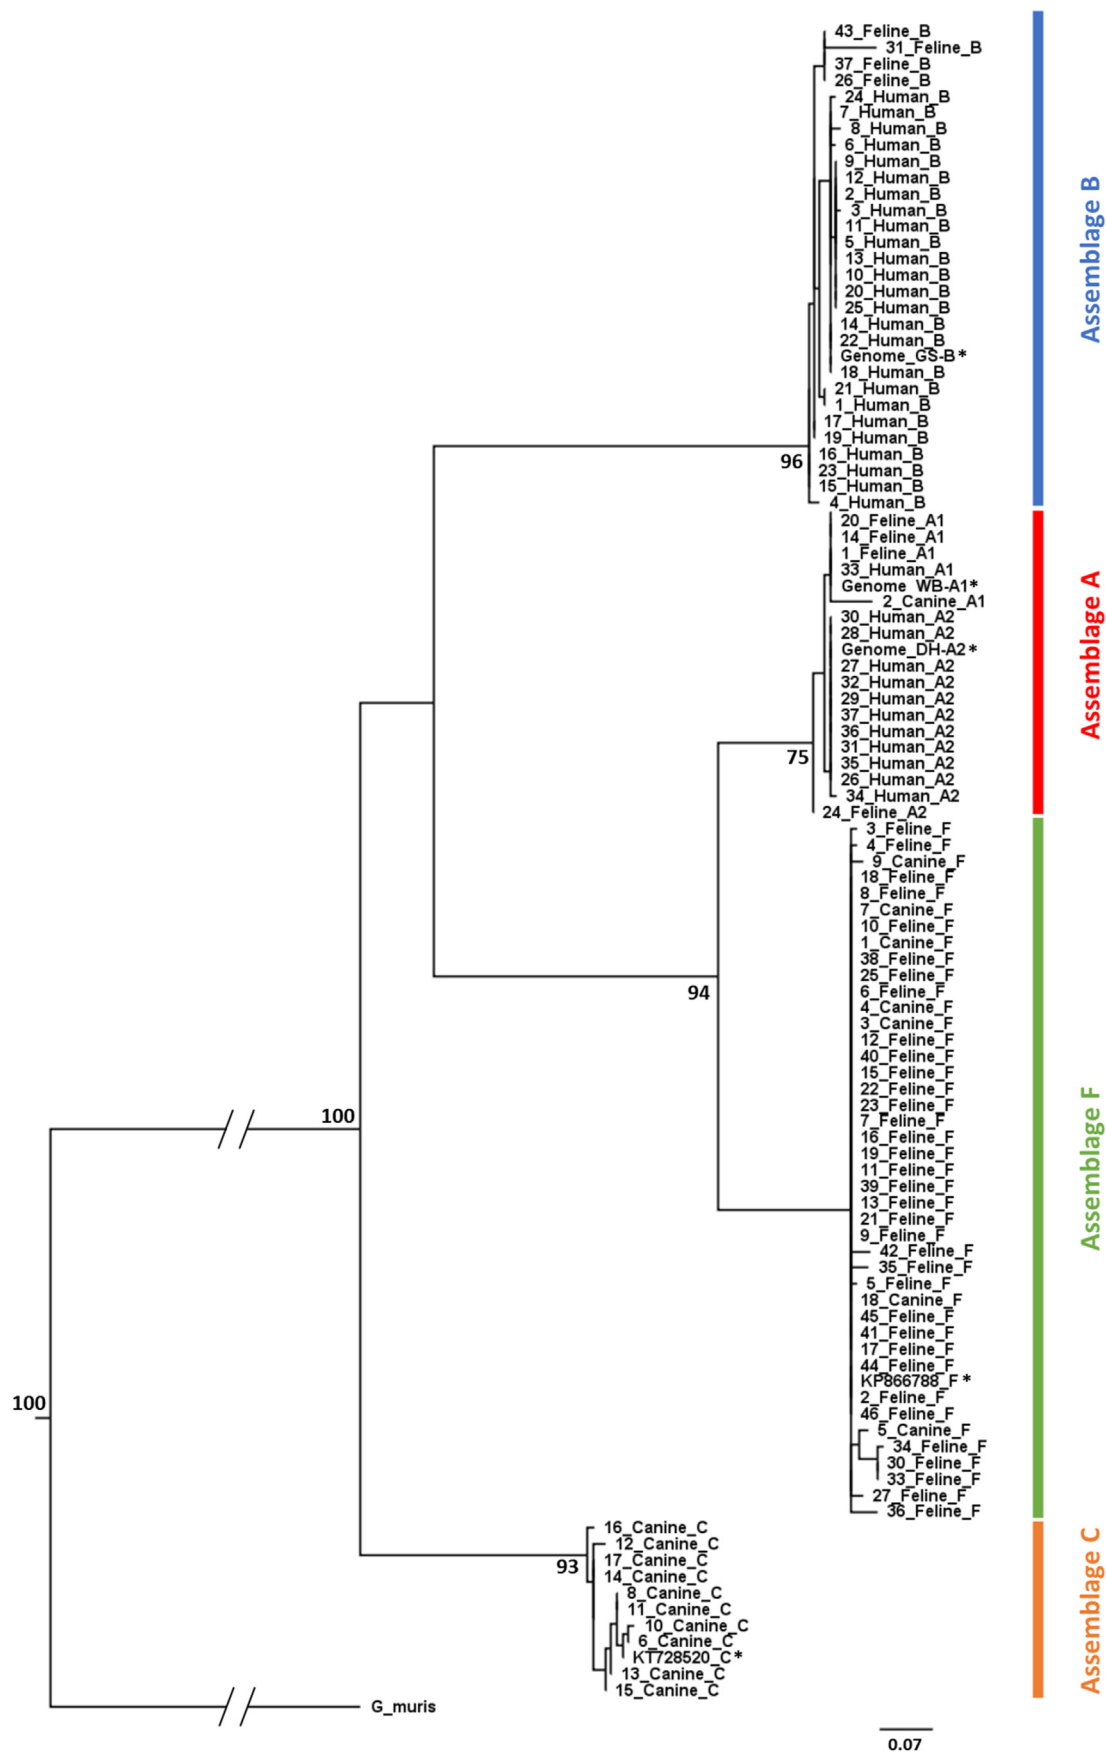 43_Feline_B
31_Feline_B
37_Feline_B
26_Feline_B
24_Human_B
7_Human_B
8_Human_B
6_Human_B
9_Human_B
12_Human_B
2_Human_B
3_Human_B
11_Human_B
5_Human_B
13_Human_B
10_Human_B
20_Human_B
25_Human_B
14_Human_B
22_Human_B
Genome_GS-B*
18_Human_B
21_Human_B
1_Human_B
17_Human_B
19_Human_B
16_Human_B
23_Human_B
15_Human_B
4_Human_B
96
Assemblage B
20_Feline_A1
14_Feline_A1
1_Feline_A1
33_Human_A1
Genome_WB-A1*
2_Canine_A1
30_Human_A2
28_Human_A2
Genome_DH-A2*
27_Human_A2
32_Human_A2
29_Human_A2
37_Human_A2
36_Human_A2
31_Human_A2
35_Human_A2
26_Human_A2
34_Human_A2
24_Feline_A2
75
Assemblage A
3_Feline_F
4_Feline_F
9_Canine_F
18_Feline_F
8_Feline_F
7_Canine_F
10_Feline_F
1_Canine_F
38_Feline_F
25_Feline_F
6_Feline_F
4_Canine_F
3_Canine_F
12_Feline_F
40_Feline_F
15_Feline_F
22_Feline_F
23_Feline_F
7_Feline_F
16_Feline_F
19_Feline_F
11_Feline_F
39_Feline_F
13_Feline_F
21_Feline_F
9_Feline_F
42_Feline_F
35_Feline_F
5_Feline_F
18_Canine_F
45_Feline_F
41_Feline_F
17_Feline_F
44_Feline_F
KP866788_F*
2_Feline_F
46_Feline_F
5_Canine_F
34_Feline_F
30_Feline_F
33_Feline_F
27_Feline_F
36_Feline_F
94
100
100
Assemblage F
16_Canine_C
12_Canine_C
17_Canine_C
14_Canine_C
8_Canine_C
11_Canine_C
10_Canine_C
6_Canine_C
KT728520_C*
13_Canine_C
15_Canine_C
93
Assemblage C
G_muris
0.07